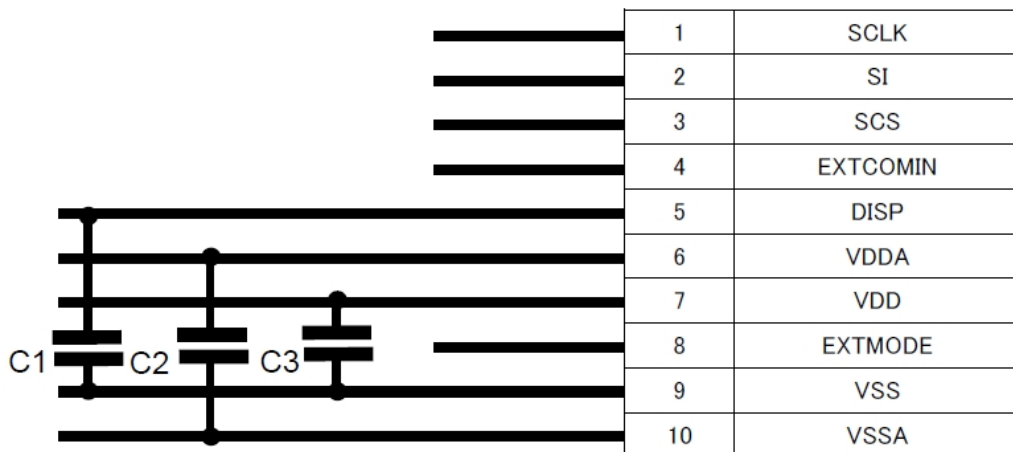 1 SCLK
2 SI
3 SCS
4 EXTCOMIN
5 DISP
6 VDDA
7 VDD
8 EXTMODE
C1 C2 C3
9 VSS
10 VSSA